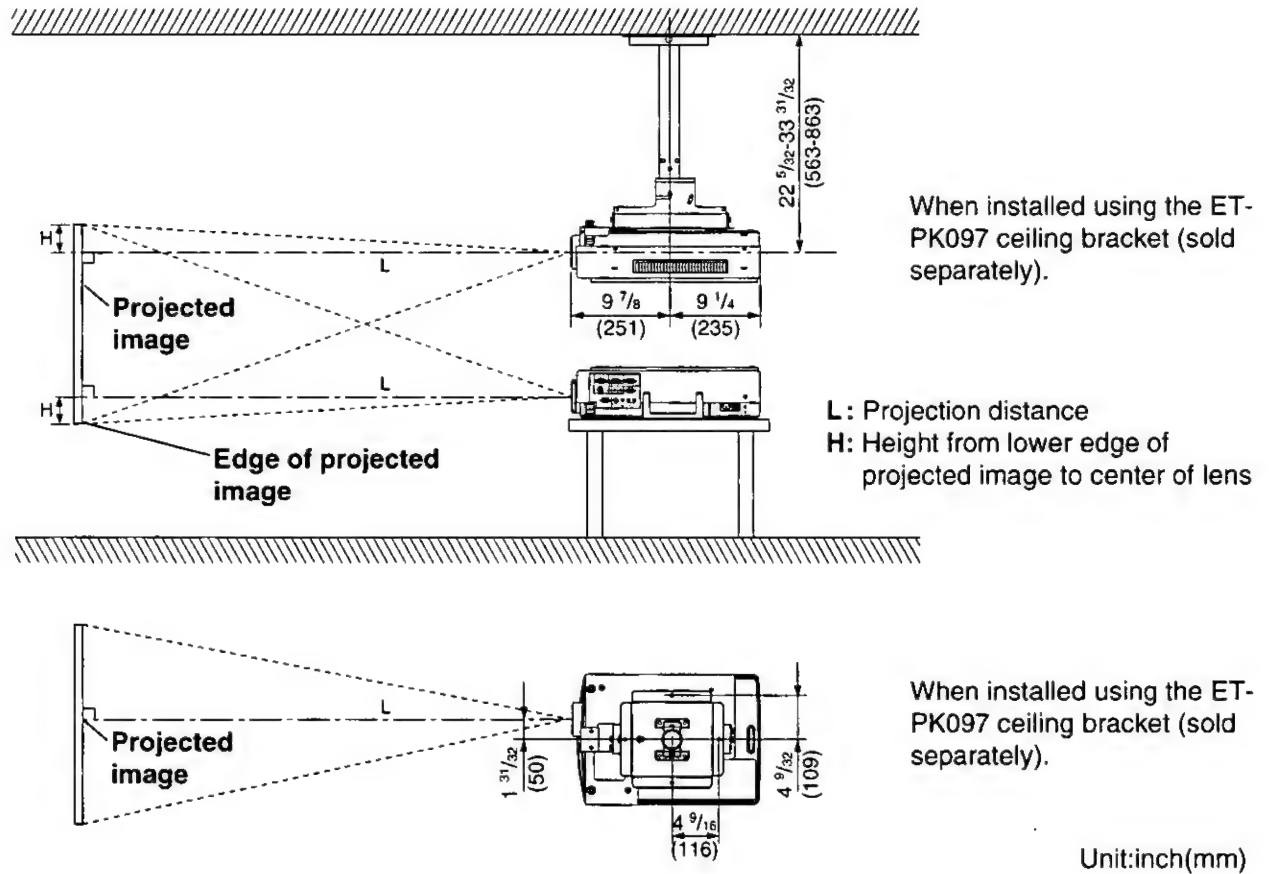 22 5/32-33 31/32
(563-863)
When installed using the ET-
PK097 ceiling bracket (sold
separately).
H
L
Projected
image
9 7/8
(251)
9 1/4
(235)
L
H
Edge of projected
image
L: Projection distance
H: Height from lower edge of
projected image to center of lens
L
Projected
image
1 31/32
(50)
4 9/32
(109)
4 9/16
(116)
When installed using the ET-
PK097 ceiling bracket (sold
separately).
Unit:inch(mm)